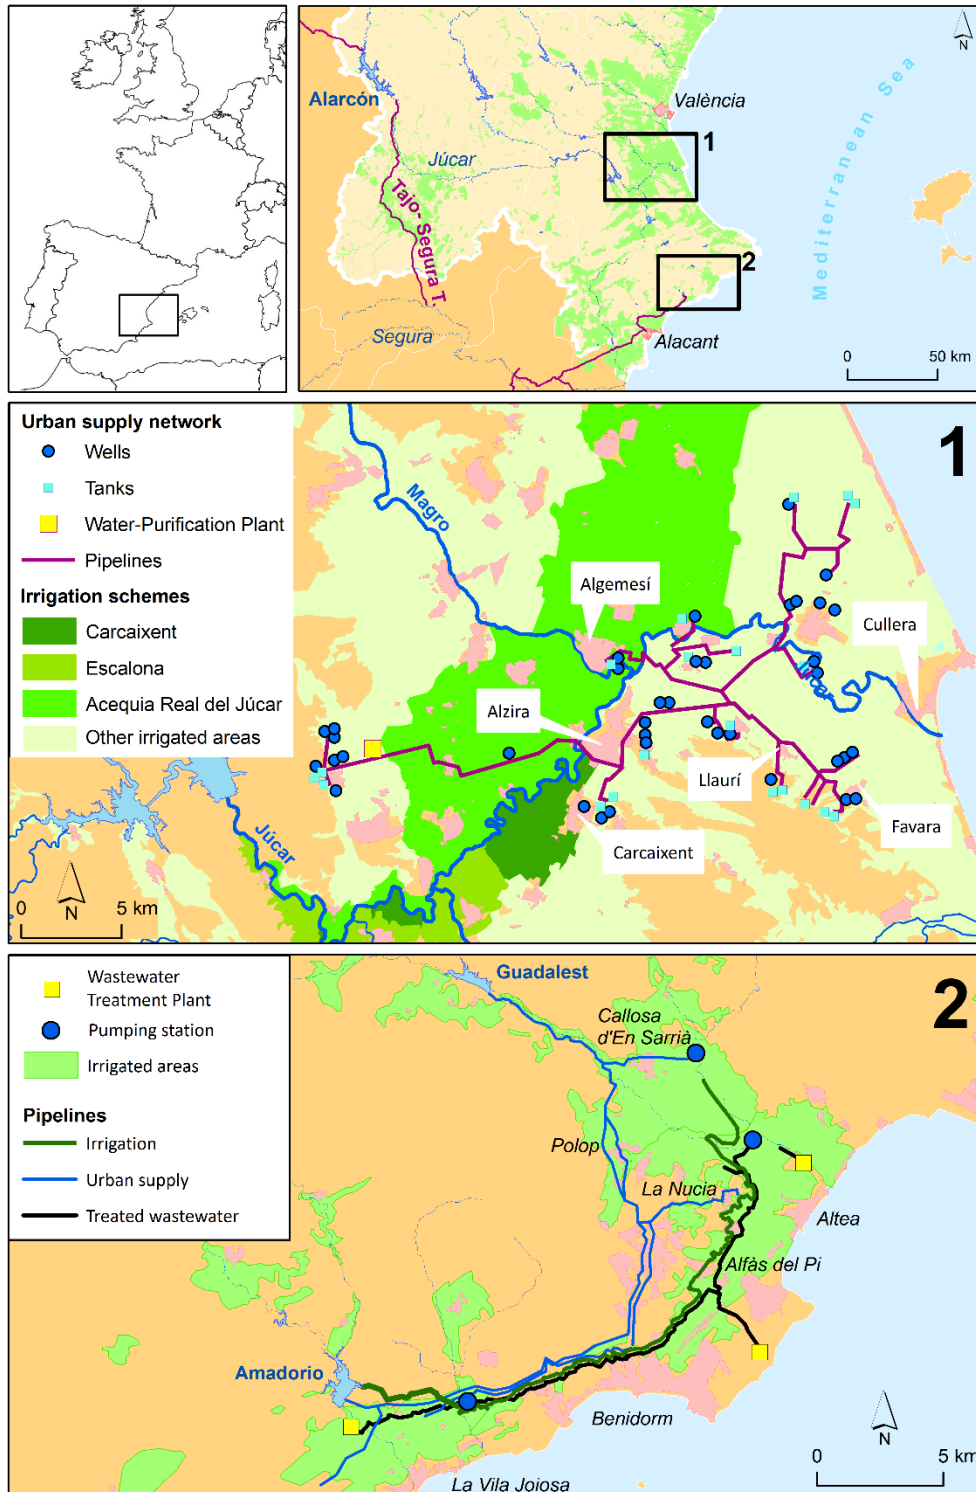 N
València
Alarcón
1
Júcar
Tajo- Segura T.
Mediterranean Sea
2
Segura
Alacant
0 50 km
Urban supply network
Wells
Tanks
Water-Purification Plant
Pipelines
Irrigation schemes
Carcaixent
Escalona
Acequia Real del Júcar
Other irrigated areas
1
Magro
Algemesí
Cullera
Júcar
Alzira
Llaurí
Favara
Carcaixent
Júcar
N
0 5 km
Wastewater
Treatment Plant
Pumping station
Irrigated areas
Pipelines
Irrigation
Urban supply
Treated wastewater
2
Guadalest
Callosa
d'En Sarrià
Polop
La Nucia
Altea
Alfàs del Pi
Amadorio
Benidorm
La Vila Joiosa
N
0 5 km